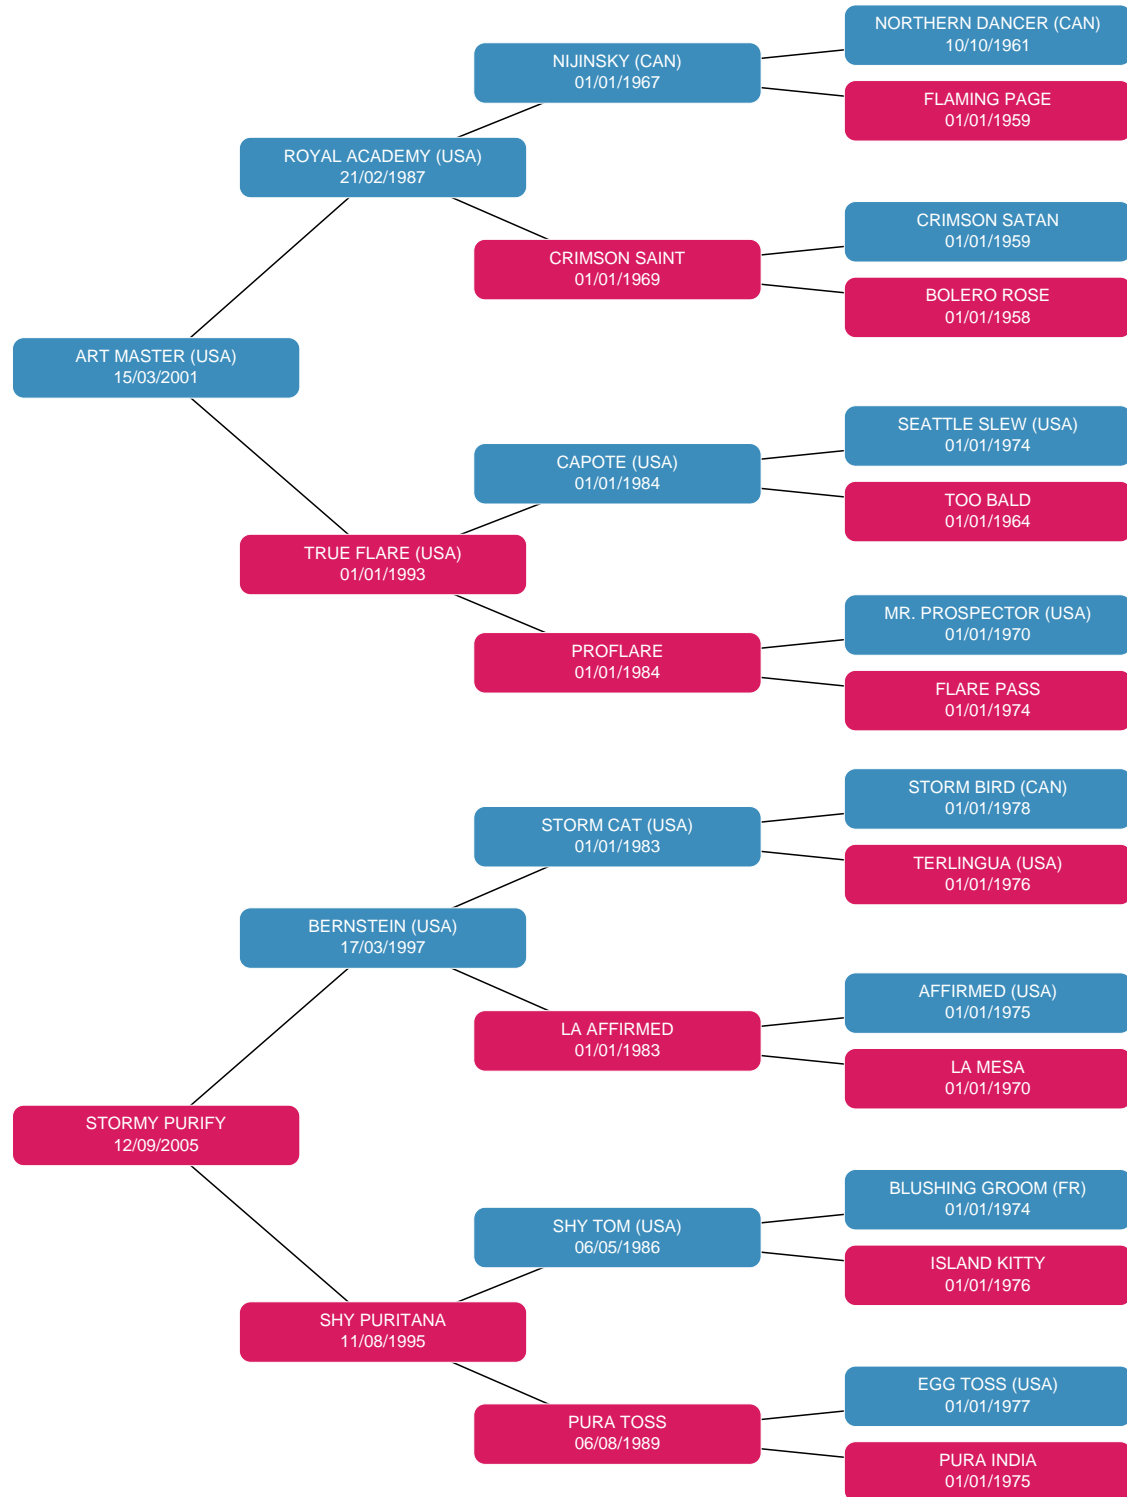 NORTHERN DANCER (CAN)
10/10/1961
NIJINSKY (CAN)
01/01/1967
FLAMING PAGE
01/01/1959
ROYAL ACADEMY (USA)
21/02/1987
CRIMSON SATAN
01/01/1959
CRIMSON SAINT
01/01/1969
BOLERO ROSE
01/01/1958
ART MASTER (USA)
15/03/2001
SEATTLE SLEW (USA)
01/01/1974
CAPOTE (USA)
01/01/1984
TOO BALD
01/01/1964
TRUE FLARE (USA)
01/01/1993
MR. PROSPECTOR (USA)
01/01/1970
PROFLARE
01/01/1984
FLARE PASS
01/01/1974
STORM BIRD (CAN)
01/01/1978
STORM CAT (USA)
01/01/1983
TERLINGUA (USA)
01/01/1976
BERNSTEIN (USA)
17/03/1997
AFFIRMED (USA)
01/01/1975
LA AFFIRMED
01/01/1983
LA MESA
01/01/1970
STORMY PURIFY
12/09/2005
BLUSHING GROOM (FR)
01/01/1974
SHY TOM (USA)
06/05/1986
ISLAND KITTY
01/01/1976
SHY PURITANA
11/08/1995
EGG TOSS (USA)
01/01/1977
PURA TOSS
06/08/1989
PURA INDIA
01/01/1975